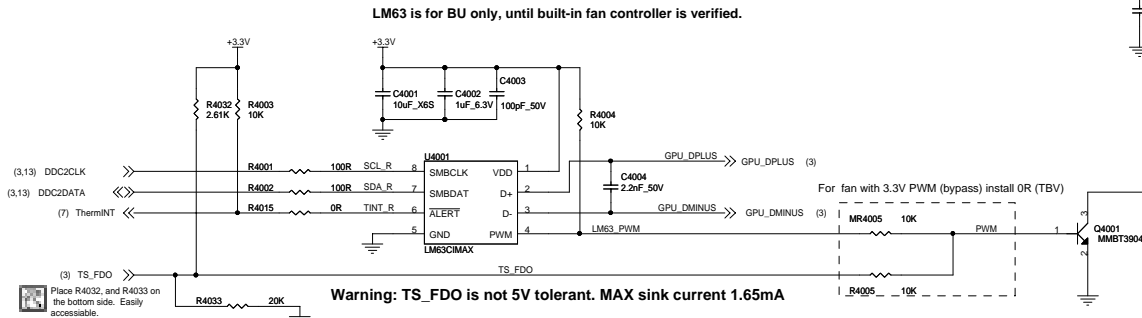 LM63 is for BU only, until built-in fan controller is verified.
+3.3V
+3.3V
R4032
2.61K
R4003
10K
C4001
10uF_X6S
C4002
1uF_6.3V
C4003
100pF_50V
R4004
10K
U4001
(3,13) DDC2CLK
R4001
100R
SCL_R
8
SMBCLK
VDD
1
GPU_DPLUS
GPU_DPLUS (3)
(3,13) DDC2DATA
R4002
100R
SDA_R
7
SMBDAT
D+
2
C4004
2.2nF_50V
(7) ThermINT
R4015
0R
TINT_R
6
ALERT
D-
3
GPU_DMINUS
GPU_DMINUS (3)
5
GND
PWM
4
LM63_PWM
LM63CIMAX
For fan with 3.3V PWM (bypass) install 0R (TBV)
MR4005
10K
PWM
1
3
2
Q4001
MMBT3904
(3) TS_FDO
TS_FDO
R4005
10K
Place R4032, and R4033 on
the bottom side. Easily
accessiable.
R4033
20K
Warning: TS_FDO is not 5V tolerant. MAX sink current 1.65mA